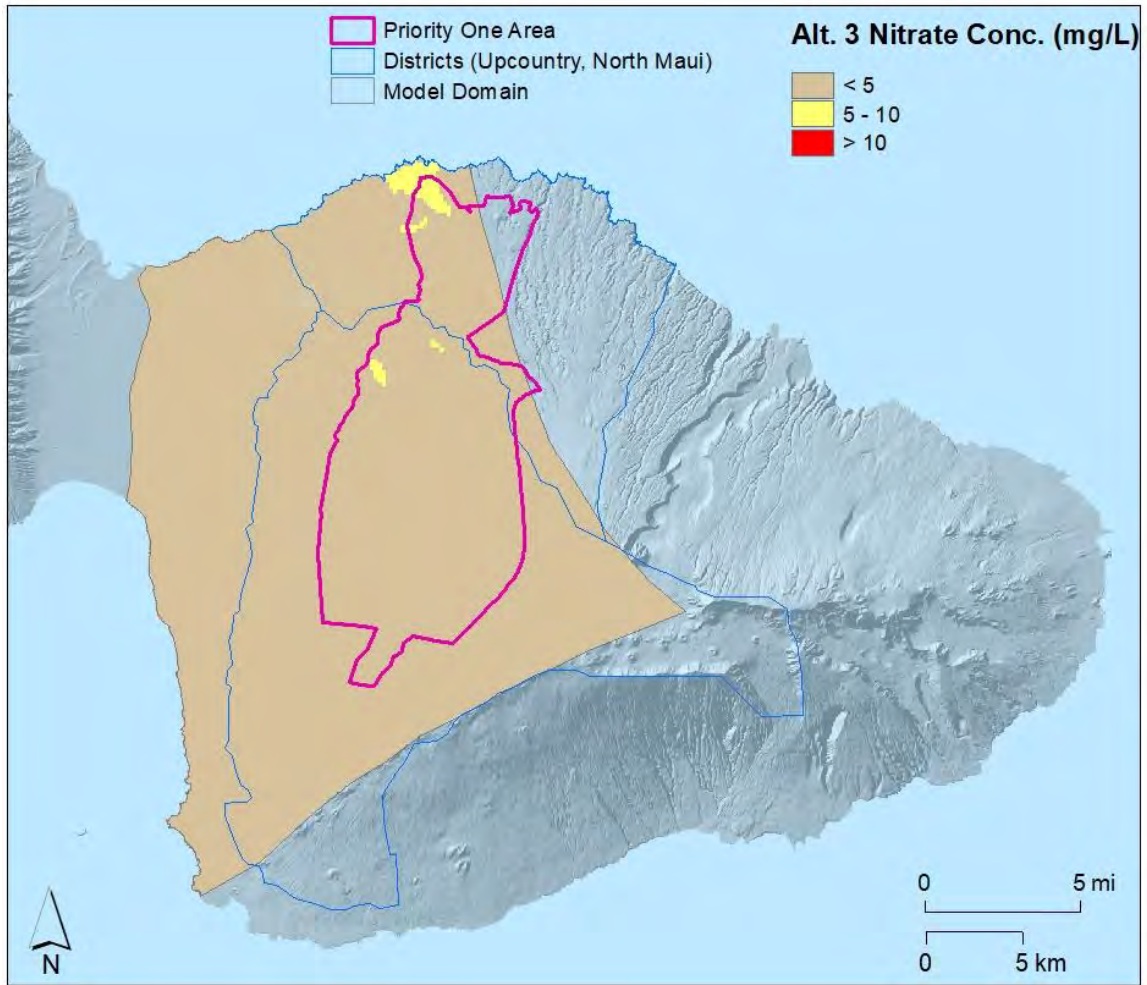 Priority One Area
Districts (Upcountry, North Maui)
Model Domain
Alt. 3 Nitrate Conc. (mg/L)
< 5
5 - 10
> 10
N
0 5 mi
0 5 km